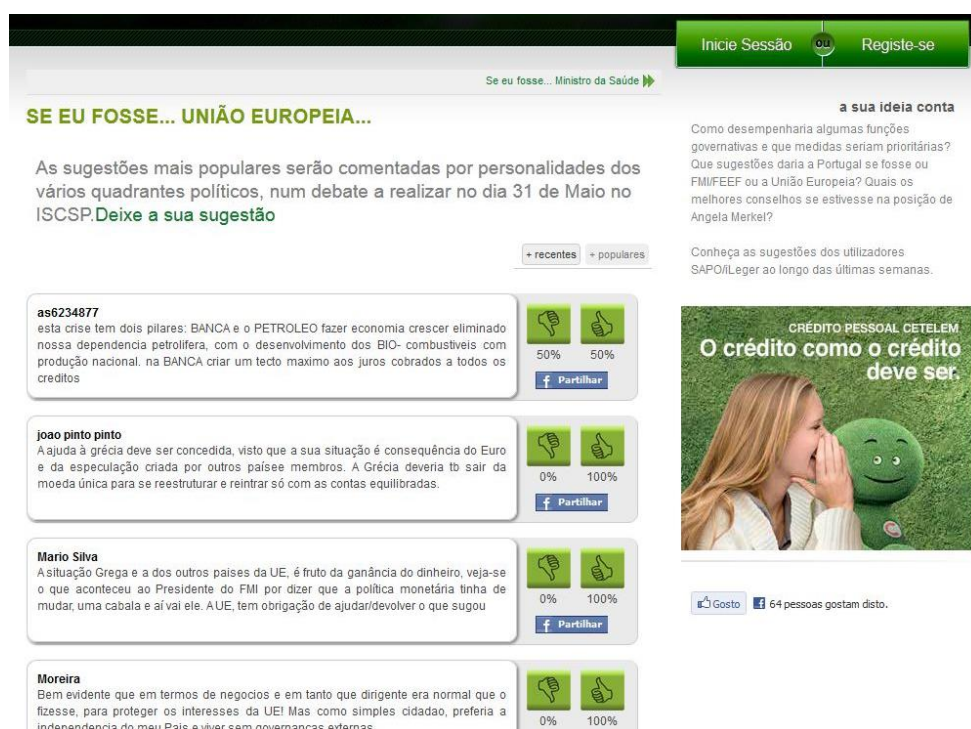 Inicie Sessão ou Registe-se
Se eu fosse... Ministro da Saúde
SE EU FOSSE... UNIÃO EUROPEIA...
As sugestões mais populares serão comentadas por personalidades dos
vários quadrantes políticos, num debate a realizar no dia 31 de Maio no
ISCSP.Deixe a sua sugestão
+ recentes + populares
as6234877
esta crise tem dois pilares: BANCA e o PETROLEO fazer economia crescer eliminado
nossa dependencia petrolifera, com o desenvolvimento dos BIO- combustiveis com
produção nacional. na BANCA criar um tecto maximo aos juros cobrados a todos os
creditos
50% 50%
Partilhar
joao pinto pinto
A ajuda à grécia deve ser concedida, visto que a sua situação é consequência do Euro
e da especulação criada por outros paísee membros. A Grécia deveria tb sair da
moeda única para se reestruturar e reintrar só com as contas equilibradas.
0% 100%
Partilhar
Mario Silva
A situação Grega e a dos outros paises da UE, é fruto da ganância do dinheiro, veja-se
o que aconteceu ao Presidente do FMI por dizer que a política monetária tinha de
mudar, uma cabala e aí vai ele. A UE, tem obrigação de ajudar/devolver o que sugou
0% 100%
Partilhar
Moreira
Bem evidente que em termos de negocios e em tanto que dirigente era normal que o
fizesse, para proteger os interesses da UE! Mas como simples cidadao, preferia a
independencia do meu Pais e viver sem governanças externas
0% 100%
a sua ideia conta
Como desempenharia algumas funções
governativas e que medidas seriam prioritárias?
Que sugestões daria a Portugal se fosse ou
FMI/FEEF ou a União Europeia? Quais os
melhores conselhos se estivesse na posição de
Angela Merkel?
Conheça as sugestões dos utilizadores
SAPO/iLeger ao longo das últimas semanas.
CRÉDITO PESSOAL CETELEM
O crédito como o crédito
deve ser.
Gosto 64 pessoas gostam disto.